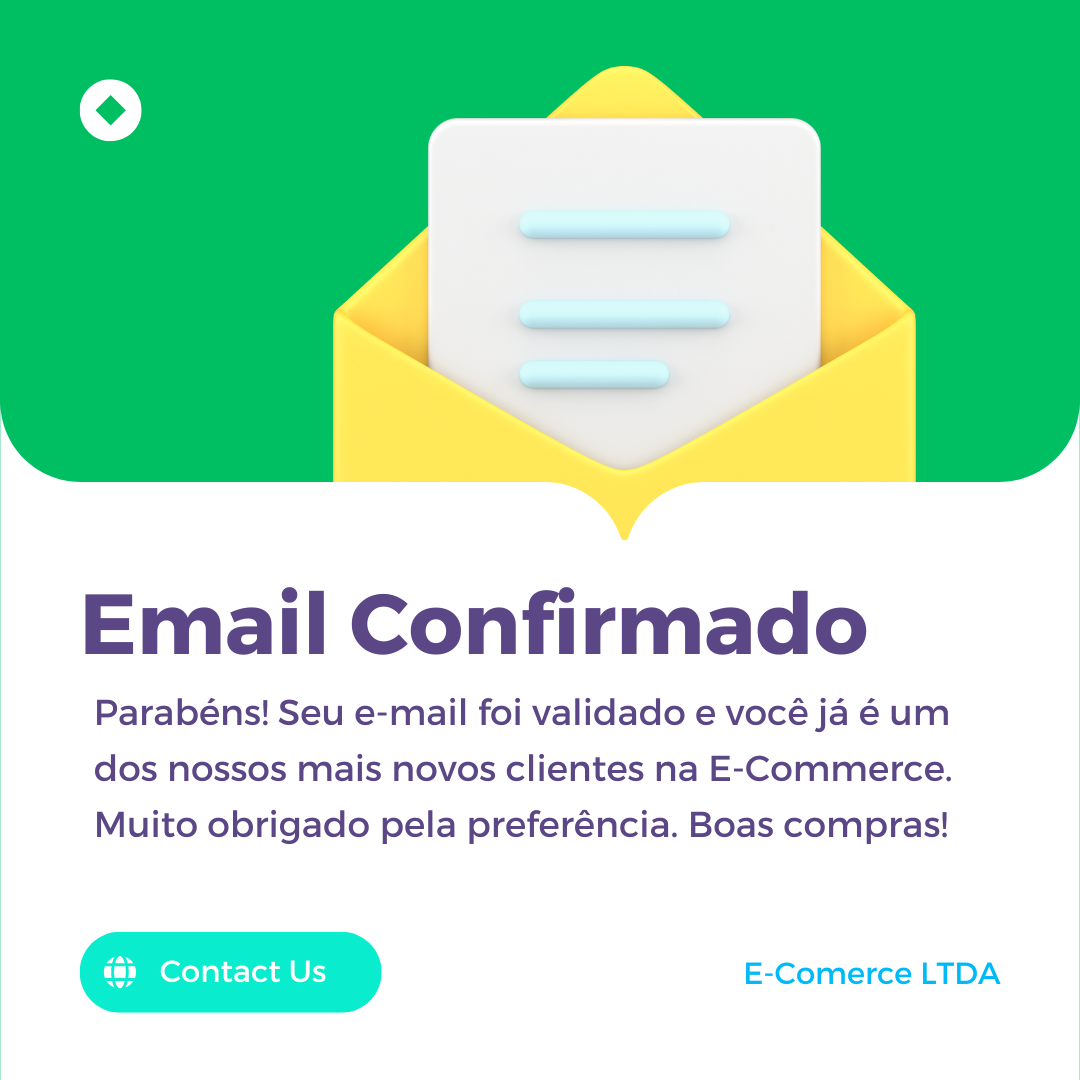 Email Confirmado
Parabéns! Seu e-mail foi validado e você já é um
dos nossos mais novos clientes na E-Commerce.
Muito obrigado pela preferência. Boas compras!
Contact Us
E-Comerce LTDA